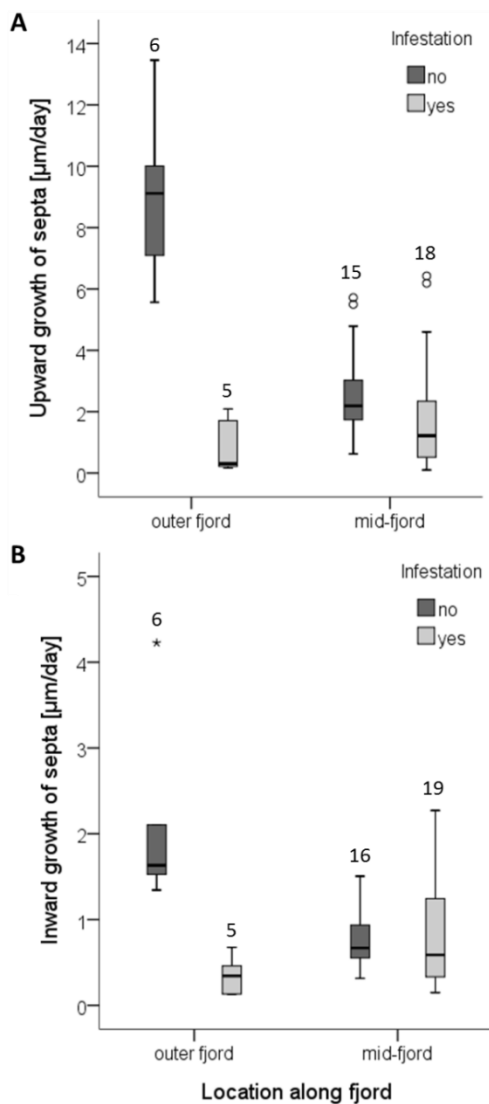 A
Infestation
no
yes
Upward growth of septa [µm/day]
14
12
10
8
6
4
2
0
6
5
15
18
outer fjord
mid-fjord
B
Infestation
no
yes
Inward growth of septa [µm/day]
5
4
3
2
1
0
6
*
5
16
19
outer fjord
mid-fjord
Location along fjord